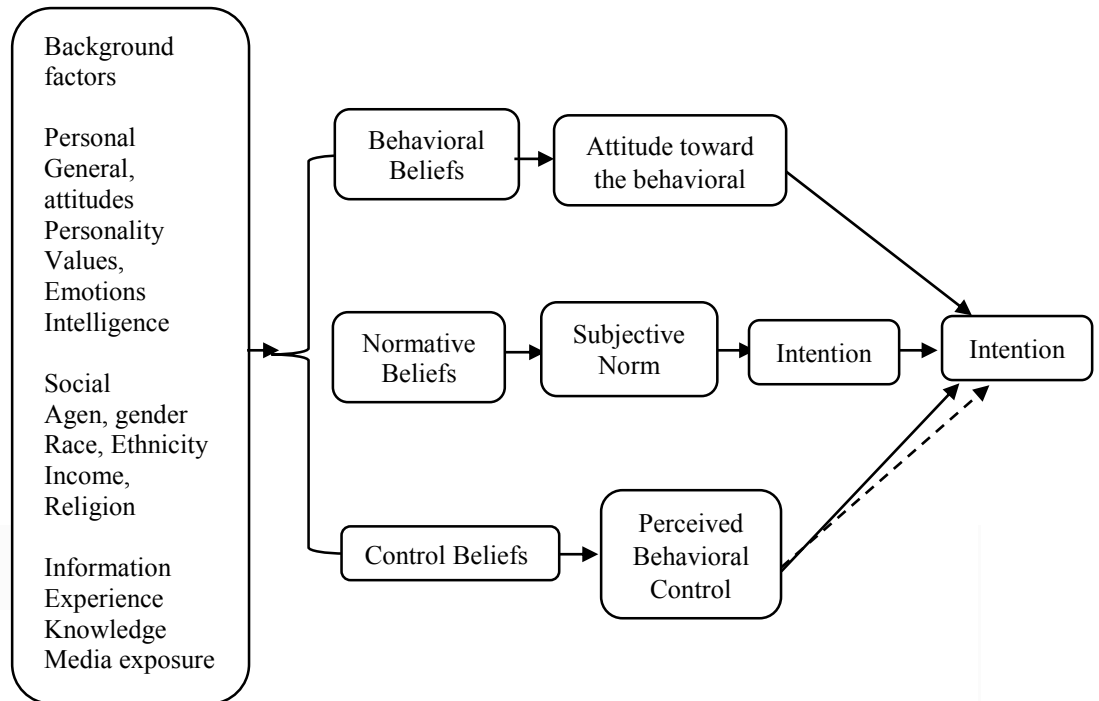 Background
factors
Personal
General,
attitudes
Personality
Values,
Emotions
Intelligence
Social
Agen, gender
Race, Ethnicity
Income,
Religion
Information
Experience
Knowledge
Media exposure
Behavioral
Beliefs
Attitude toward
the behavioral
Normative
Beliefs
Subjective
Norm
Intention
Intention
Control Beliefs
Perceived
Behavioral
Control